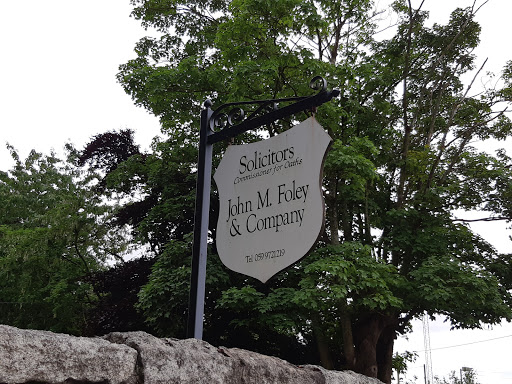 Solicitors
Commissioner for Oaths
John M. Foley
& Company
Tel. 059 9721219